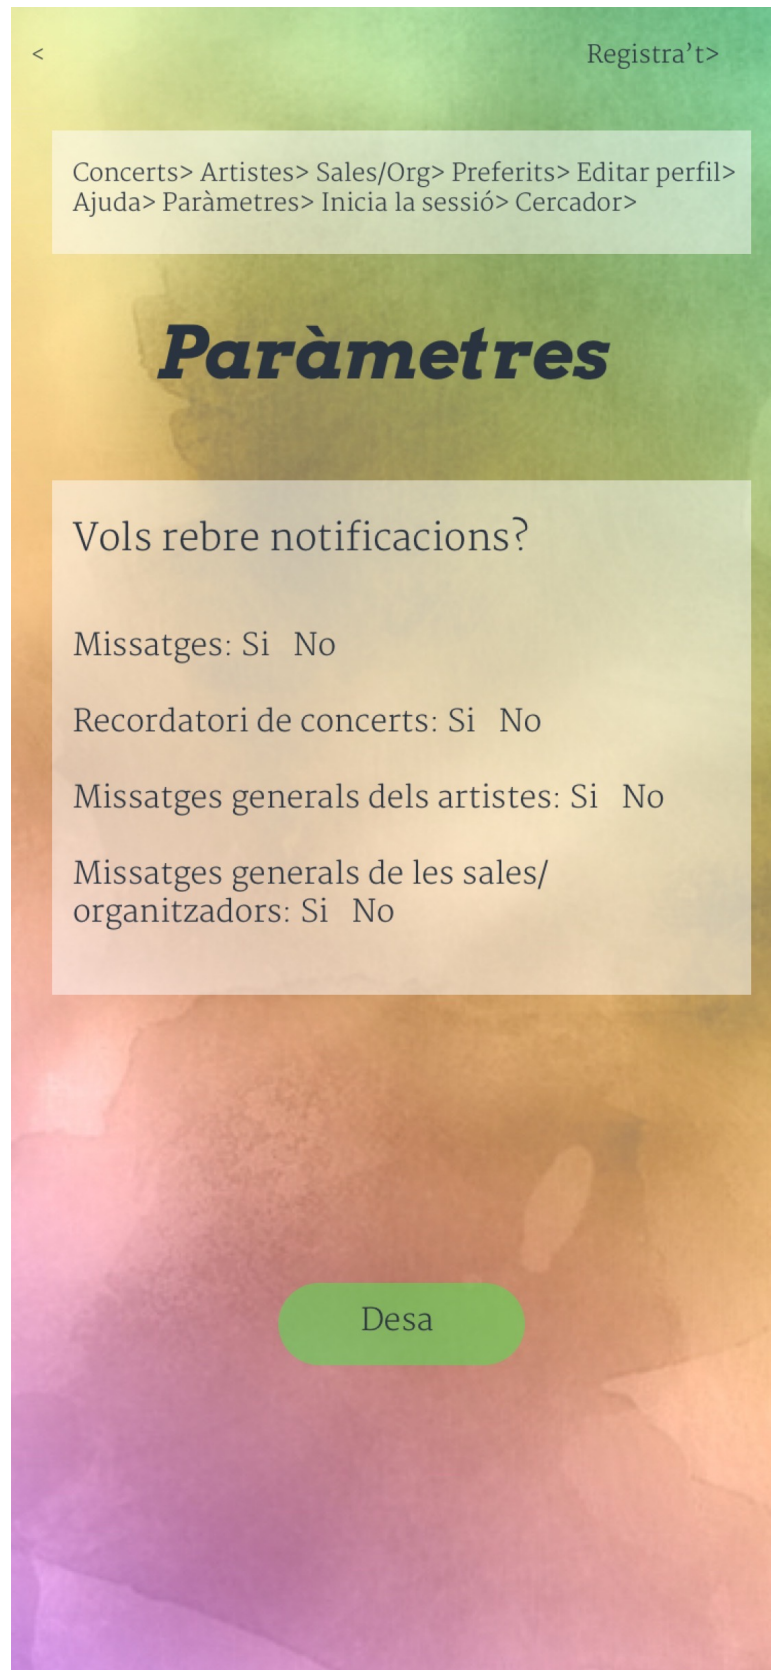 <
Registra’t>
Concerts> Artistes> Sales/Org> Preferits> Editar perfil>
Ajuda> Paràmetres> Inicia la sessió> Cercador>
Paràmetres
Vols rebre notificacions?
Missatges: Si No
Recordatori de concerts: Si No
Missatges generals dels artistes: Si No
Missatges generals de les sales/
organitzadors: Si No
Desa